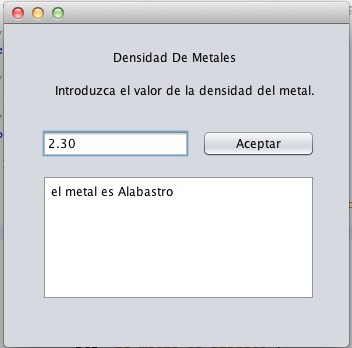 Densidad De Metales
Introduzca el valor de la densidad del metal.
2.30
Aceptar
el metal es Alabastro